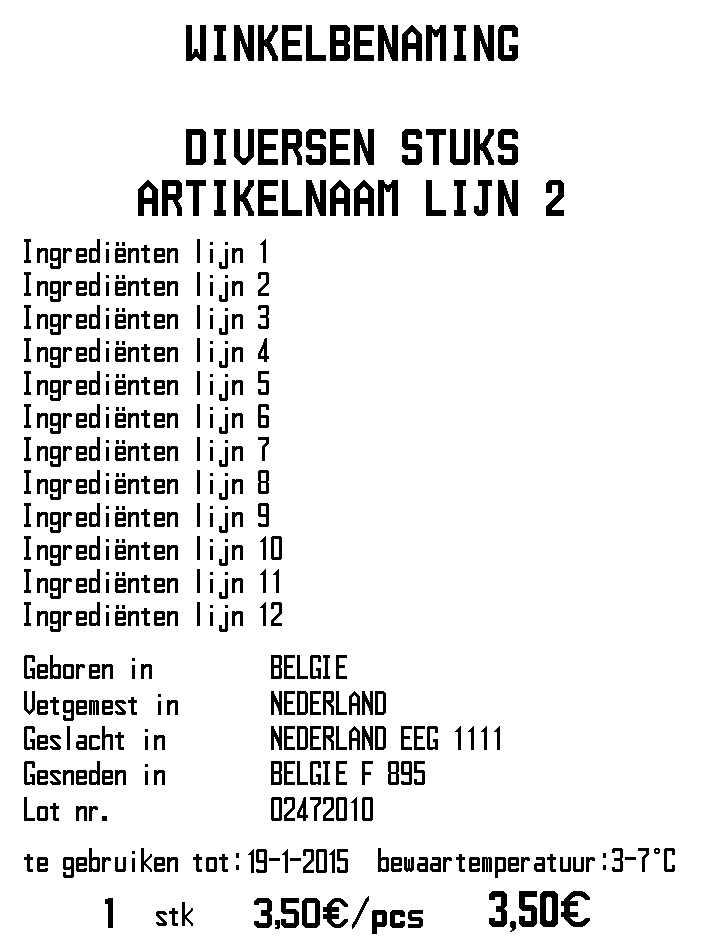 WINKELBENAMING
DIVERSEN STUKS
ARTIKELNAAM LIJN 2
Ingrediënten lijn 1
Ingrediënten lijn 2
Ingrediënten lijn 3
Ingrediënten lijn 4
Ingrediënten lijn 5
Ingrediënten lijn 6
Ingrediënten lijn 7
Ingrediënten lijn 8
Ingrediënten lijn 9
Ingrediënten lijn 10
Ingrediënten lijn 11
Ingrediënten lijn 12
Geboren in BELGIE
Vetgemest in NEDERLAND
Geslacht in NEDERLAND EEG 1111
Gesneden in BELGIE F 895
Lot nr. 02472010
te gebruiken tot:19-1-2015 bewaartemperatuur:3-7°C
1 stk 3,50€/pcs 3,50€